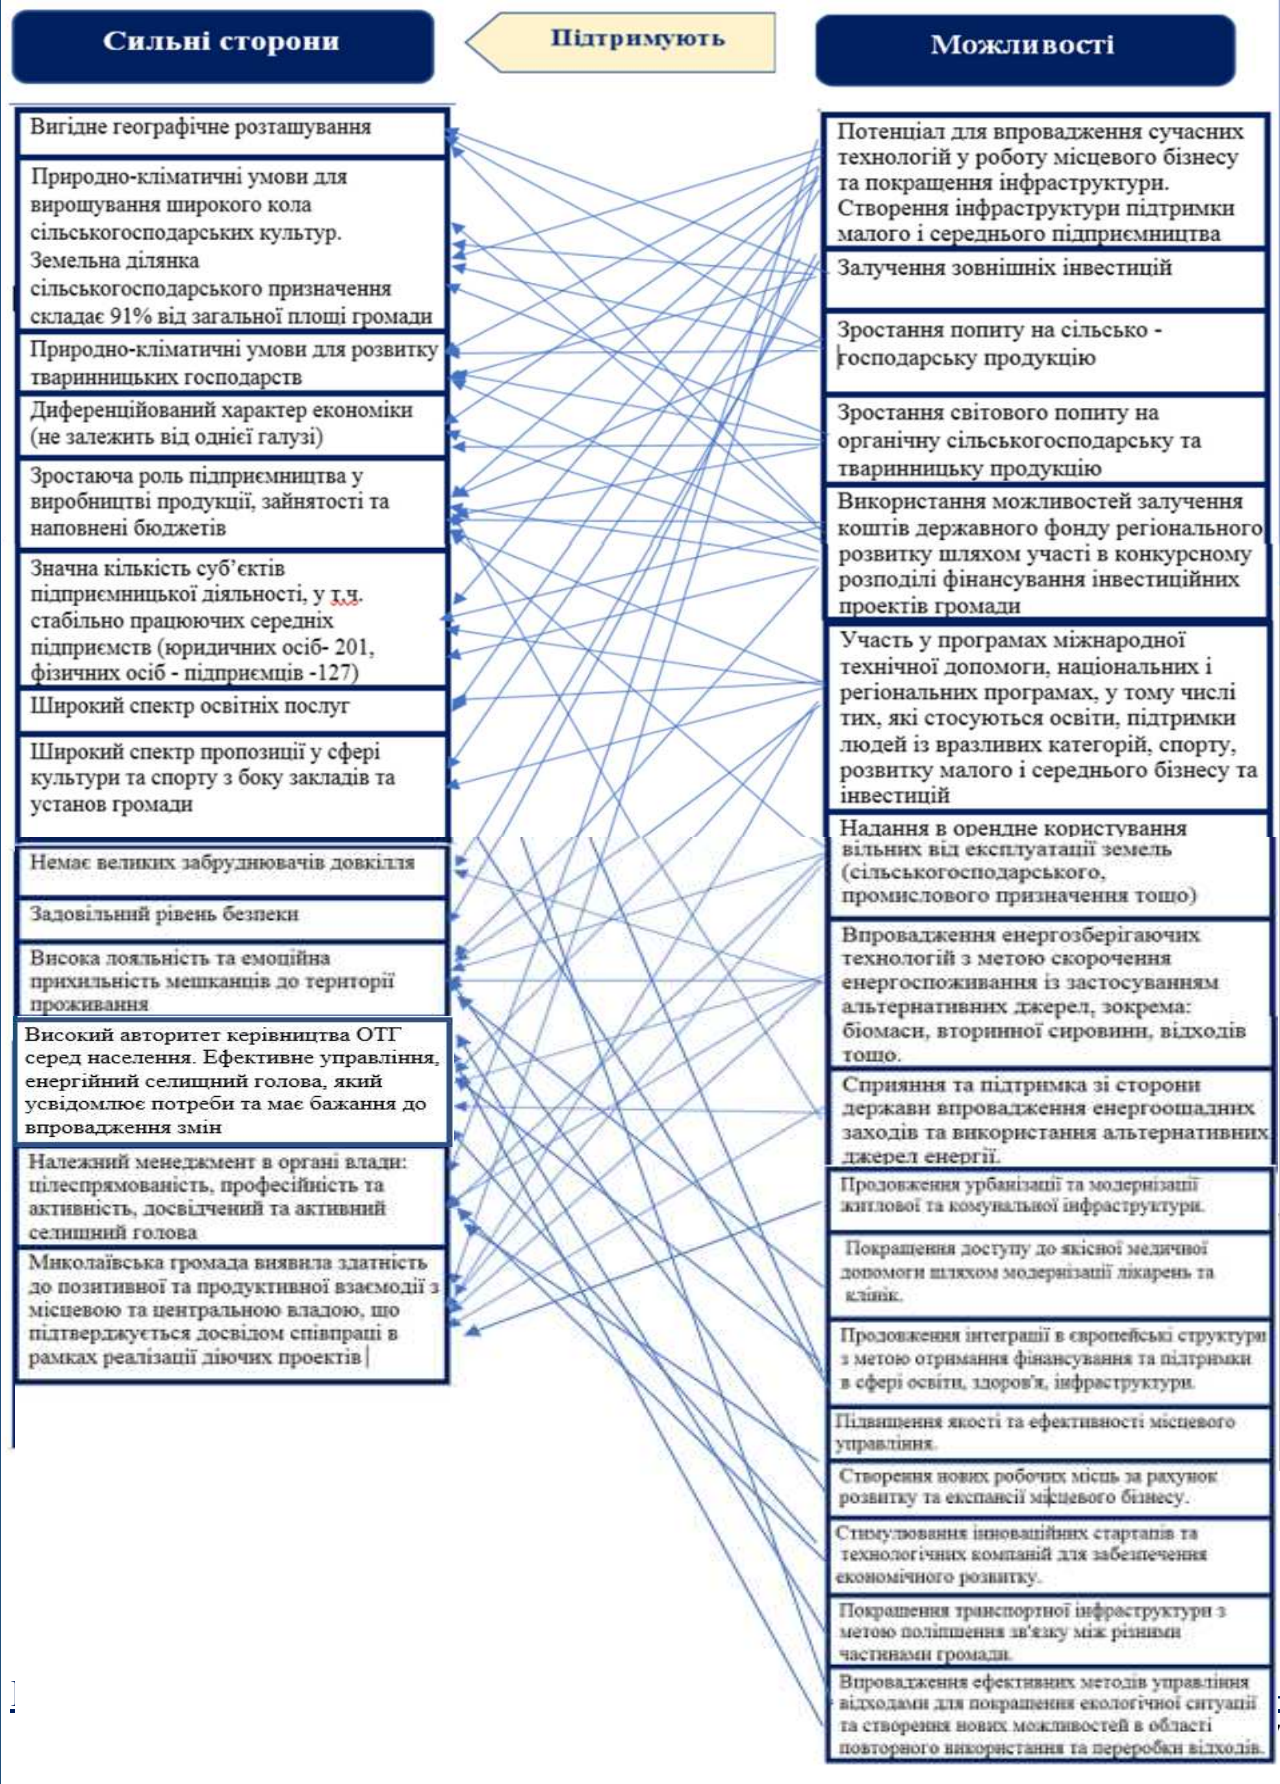 Сильні сторони
Підтримують
Можливості
Вигідне географічне розташування
Природно-кліматичні умови для
вирощування широкого кола
сільськогосподарських культур.
Земельна ділянка
сільськогосподарського призначення
складає 91% від загальної площі громади
Природно-кліматичні умови для розвитку
тваринницьких господарств
Диференційований характер економіки
(не залежить від однієї галузі)
Зростаюча роль підприємництва у
виробництві продукції, зайнятості та
наповнені бюджетів
Значна кількість суб’єктів
підприємницької діяльності, у т.ч.
стабільно працюючих середніх
підприємств (юридичних осіб- 201,
фізичних осіб - підприємців -127)
Широкий спектр освітніх послуг
Широкий спектр пропозиції у сфері
культури та спорту з боку закладів та
установ громади
Немає великих забруднювачів довкілля
Задовільний рівень безпеки
Висока лояльність та емоційна
прихильність мешканців до території
проживання
Високий авторитет керівництва ОТГ
серед населення. Ефективне управління,
енергійний селищний голова, який
усвідомлює потреби та має бажання до
впровадження змін
Належний менеджмент в органі влади:
цілеспрямованість, професійність та
активність, досвідчений та активний
селищний голова
Миколаївська громада виявила здатність
до позитивної та продуктивної взаємодії з
місцевою та центральною владою, що
підтверджується досвідом співпраці в
рамках реалізації діючих проектів
Потенціал для впровадження сучасних
технологій у роботу місцевого бізнесу
та покращення інфраструктури.
Створення інфраструктури підтримки
малого і середнього підприємництва
Залучення зовнішніх інвестицій
Зростання попиту на сільсько -
господарську продукцію
Зростання світового попиту на
органічну сільськогосподарську та
тваринницьку продукцію
Використання можливостей залучення
коштів державного фонду регіонального
розвитку шляхом участі в конкурсному
розподілі фінансування інвестиційних
проектів громади
Участь у програмах міжнародної
технічної допомоги, національних і
регіональних програмах, у тому числі
тих, які стосуються освіти, підтримки
людей із вразливих категорій, спорту,
розвитку малого і середнього бізнесу та
інвестицій
Надання в орендне користування
вільних від експлуатації земель
(сільськогосподарського,
промислового призначення тощо)
Впровадження енергозберігаючих
технологій з метою скорочення
енергоспоживання із застосуванням
альтернативних джерел, зокрема:
біомаси, вторинної сировини, відходів
тощо.
Сприяння та підтримка зі сторони
держави впровадження енергоощадних
заходів та використання альтернативних
джерел енергії.
Продовження урбанізації та модернізації
житлової та комунальної інфраструктури.
Покращення доступу до якісної медичної
допомоги шляхом модернізації лікарень та
клінік.
Продовження інтеграції в європейські структури
з метою отримання фінансування та підтримки
в сфері освіти, здоров'я, інфраструктури.
Підвищення якості та ефективності місцевого
управління.
Створення нових робочих місць за рахунок
розвитку та експансії місцевого бізнесу.
Стимулювання інноваційних стартапів та
технологічних компаній для забезпечення
економічного розвитку.
Покращення транспортної інфраструктури з
метою поліпшення зв'язку між різними
частинами громади.
Впровадження ефективних методів управління
відходами для покращення екологічної ситуації
та створення нових можливостей в області
повторного використання та переробки відходів.